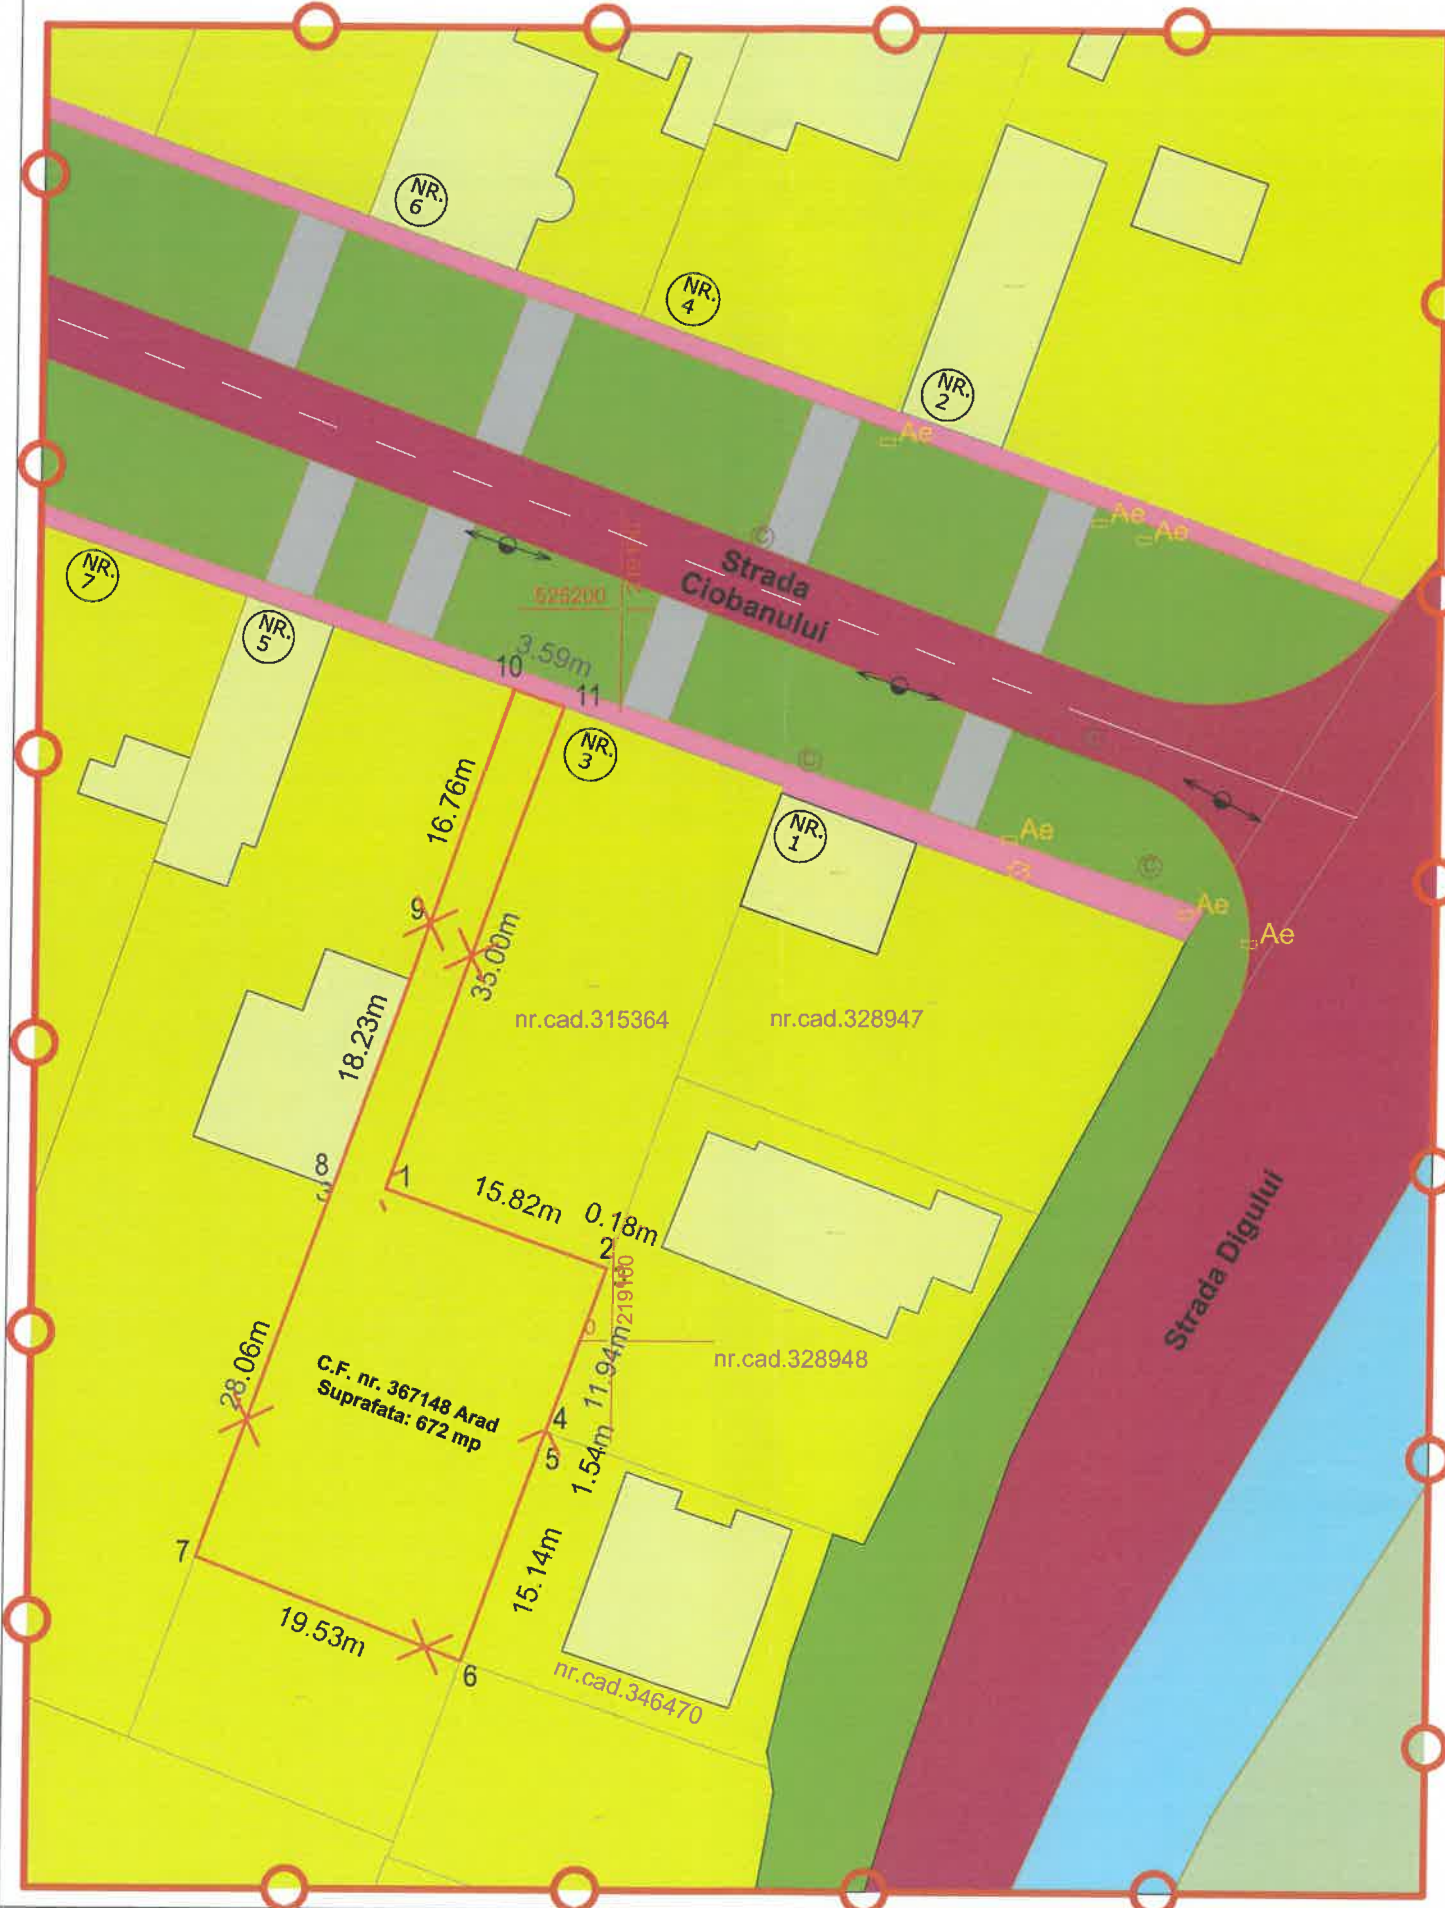 NR.
6
NR.
4
NR.
2
Ae
Ae
Ae
NR.
7
NR.
5
525200
Strada
Ciobanului
3.59m
10
11
NR.
3
NR.
1
16.76m
Ae
Ae
Ae
9
35.00m
18.23m
nr.cad.315364
nr.cad.328947
8
1
15.82m
0.18m
2
219100
Strada Digului
28.06m
11.94m
nr.cad.328948
C.F. nr. 367148 Arad
Suprafata: 672 mp
4
5
1.54m
7
15.14m
19.53m
6
nr.cad.346470